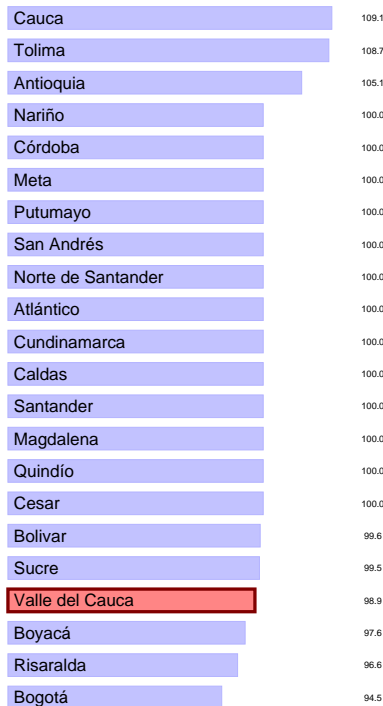 Cauca 109.1
Tolima 108.7
Antioquia 105.1
Nariño 100.0
Córdoba 100.0
Meta 100.0
Putumayo 100.0
San Andrés 100.0
Norte de Santander 100.0
Atlántico 100.0
Cundinamarca 100.0
Caldas 100.0
Santander 100.0
Magdalena 100.0
Quindío 100.0
Cesar 100.0
Bolivar 99.6
Sucre 99.5
Valle del Cauca 98.9
Boyacá 97.6
Risaralda 96.6
Bogotá 94.5